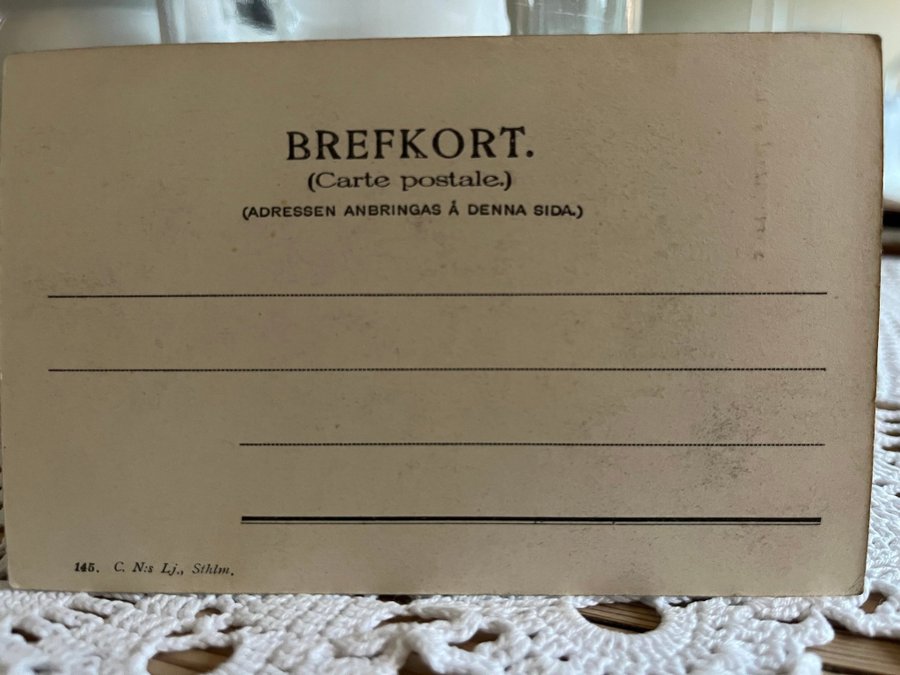 BREFKORT.
(Carte postale.)
(ADRESSEN ANBRINGAS Å DENNA SIDA.)
145. C. N:s Lj., Sthlm.